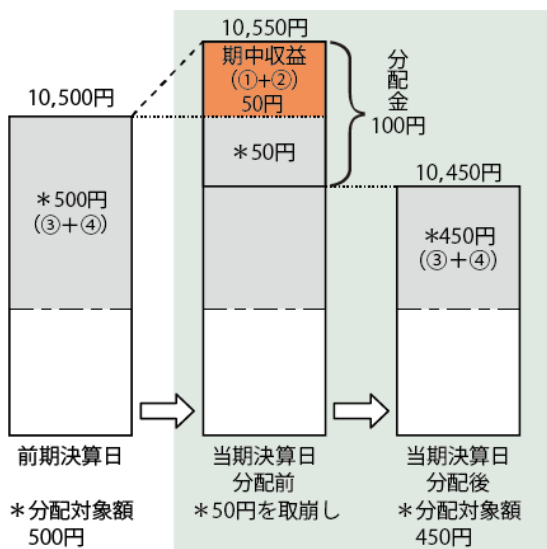 10,500円
*500円
(③+④)
前期決算日
*分配対象額
500円
10,550円
期中収益
(①+②)
50円
*50円
分配金
100円
当期決算日
分配前
*50円を取崩し
10,450円
*450円
(③+④)
当期決算日
分配後
*分配対象額
450円